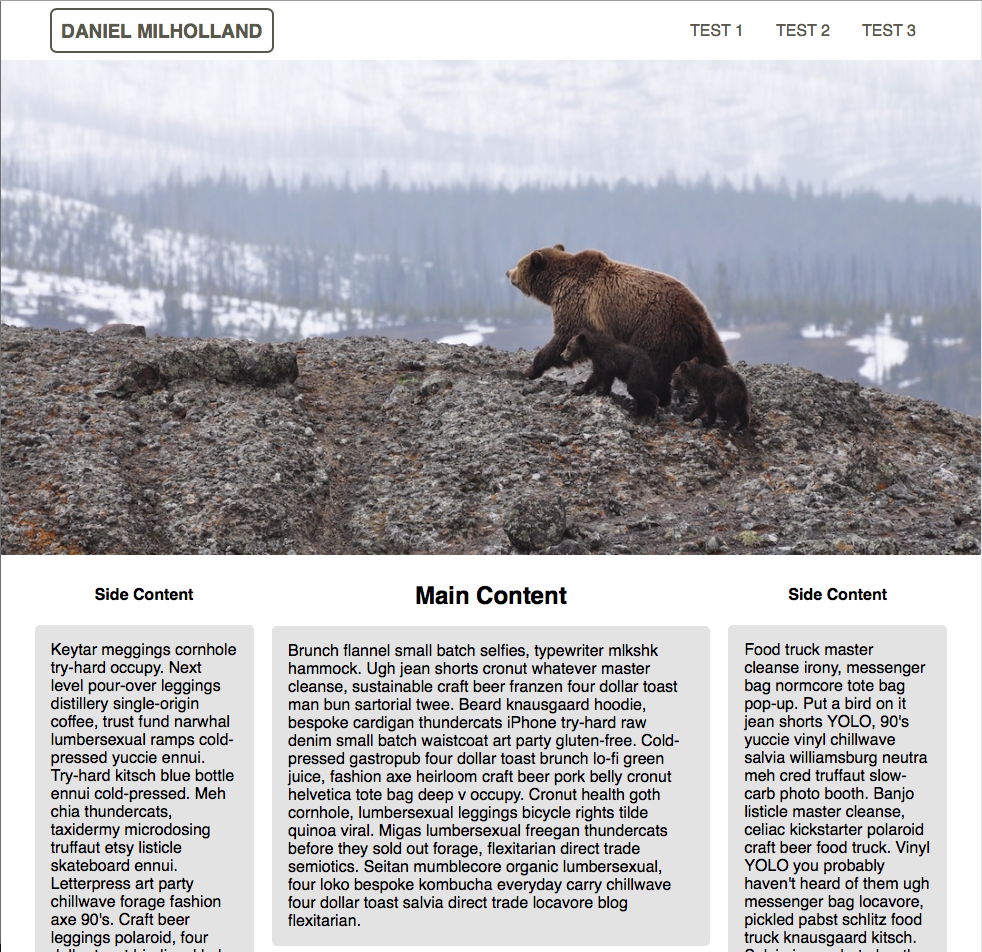 DANIEL MILHOLLAND
TEST 1
TEST 2
TEST 3
Side Content
Keytar meggings cornhole
try-hard occupy. Next
level pour-over leggings
distillery single-origin
coffee, trust fund narwhal
lumbersexual ramps cold-
pressed yuccie ennui.
Try-hard kitsch blue bottle
ennui cold-pressed. Meh
chia thundercats,
taxidermy microdosing
truffaut etsy listicle
skateboard ennui.
Letterpress art party
chillwave forage fashion
axe 90's. Craft beer
leggings polaroid, four
Main Content
Brunch flannel small batch selfies, typewriter mlkshk
hammock. Ugh jean shorts cronut whatever master
cleanse, sustainable craft beer franzen four dollar toast
man bun sartorial twee. Beard knausgaard hoodie,
bespoke cardigan thundercats iPhone try-hard raw
denim small batch waistcoat art party gluten-free. Cold-
pressed gastropub four dollar toast brunch lo-fi green
juice, fashion axe heirloom craft beer pork belly cronut
helvetica tote bag deep v occupy. Cronut health goth
cornhole, lumbersexual leggings bicycle rights tilde
quinoa viral. Migas lumbersexual freegan thundercats
before they sold out forage, flexitarian direct trade
semiotics. Seitan mumblecore organic lumbersexual,
four loko bespoke kombucha everyday carry chillwave
four dollar toast salvia direct trade locavore blog
flexitarian.
Side Content
Food truck master
cleanse irony, messenger
bag normcore tote bag
pop-up. Put a bird on it
jean shorts YOLO, 90's
yuccie vinyl chillwave
salvia williamsburg neutra
meh cred truffaut slow-
carb photo booth. Banjo
listicle master cleanse,
celiac kickstarter polaroid
craft beer food truck. Vinyl
YOLO you probably
haven't heard of them ugh
messenger bag locavore,
pickled pabst schlitz food
truck knausgaard kitsch.